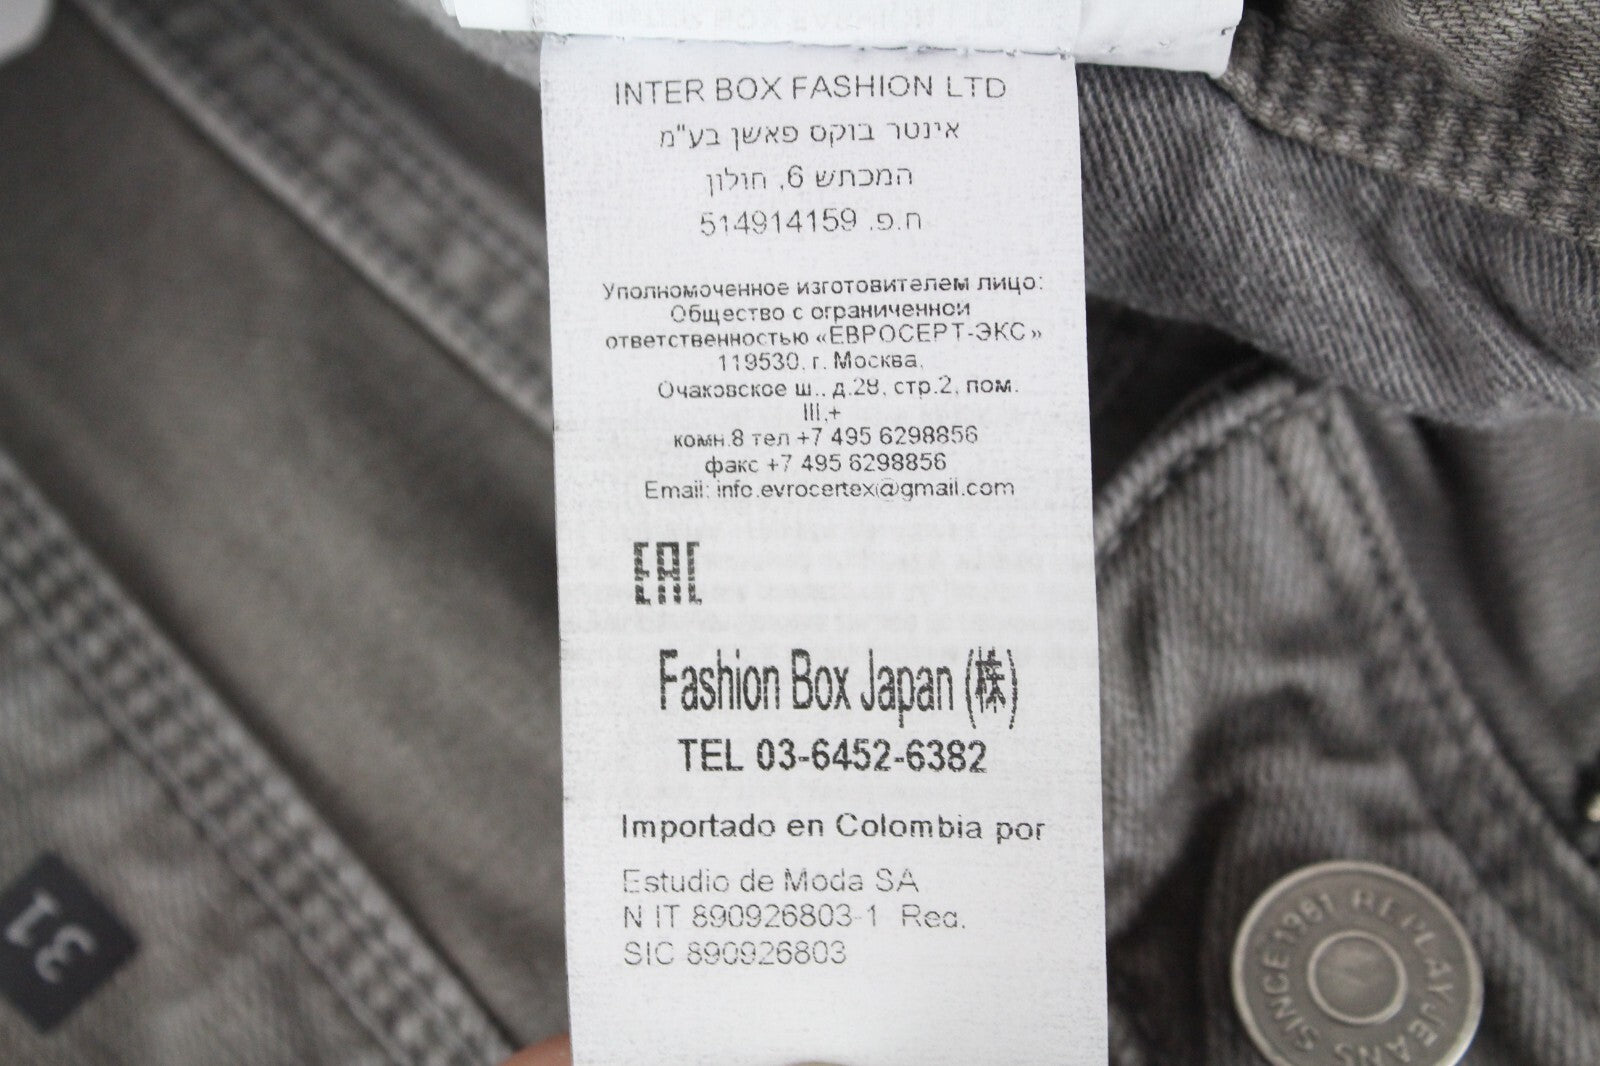 INTER BOX FASHION LTD
אינטר בוקס פאשן בע"מ
המכתש 6, חולון
ח.פ. 514914159
Уполномоченное изготовителем лицо:
Общество с ограниченной
ответственностью «ЕВРОСЕРТ-ЭКС»
119530, г. Москва,
Очаковское ш., д.28, стр.2, пом.
III,+
комн.8 тел +7 495 6298856
факс +7 495 6298856
Email: info.evrocertex@gmail.com
EAC
Fashion Box Japan (株)
TEL 03-6452-6382
Importado en Colombia por
Estudio de Moda SA
N IT 890926803-1 Reg.
SIC 890926803
31
SINCE 1981 REPLAY JEANS